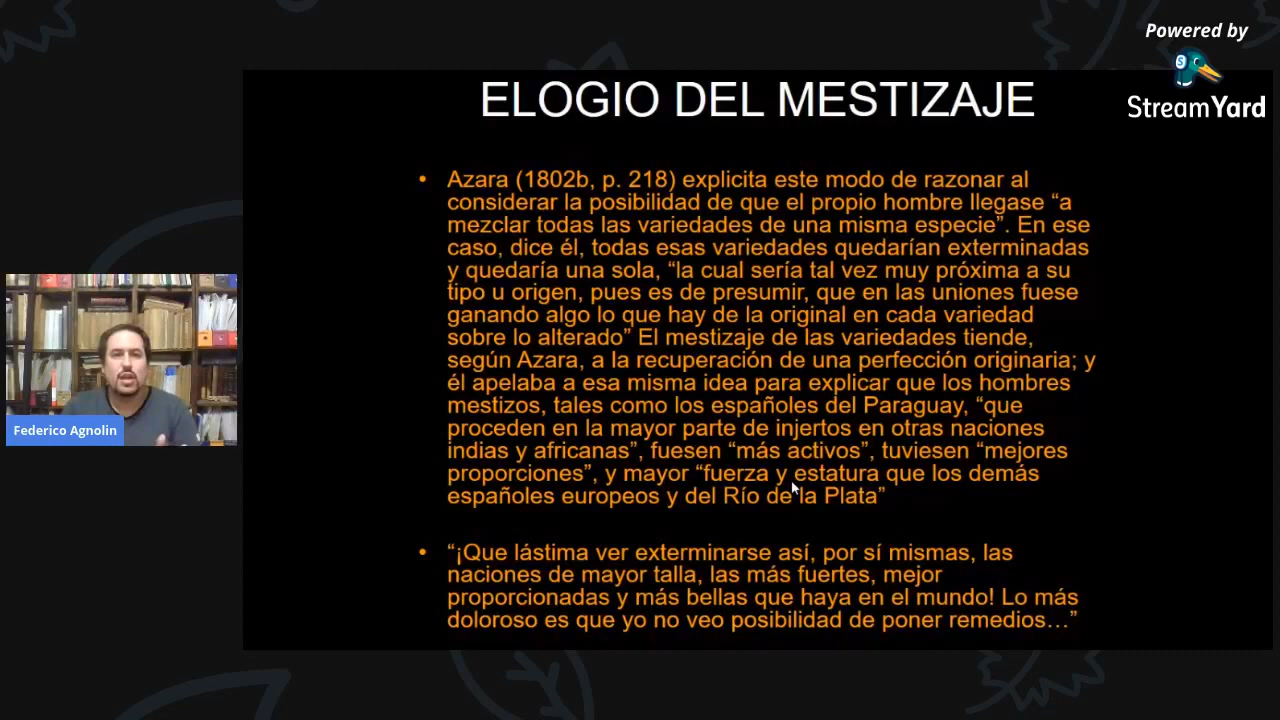 Powered by
StreamYard
ELOGIO DEL MESTIZAJE
• Azara (1802b, p. 218) explicita este modo de razonar al
considerar la posibilidad de que el propio hombre llegase “a
mezclar todas las variedades de una misma especie”. En ese
caso, dice él, todas esas variedades quedarían exterminadas
y quedaría una sola, “la cual sería tal vez muy próxima a su
tipo u origen, pues es de presumir, que en las uniones fuese
ganando algo lo que hay de la original en cada variedad
sobre lo alterado” El mestizaje de las variedades tiende,
según Azara, a la recuperación de una perfección originaria; y
él apelaba a esa misma idea para explicar que los hombres
mestizos, tales como los españoles del Paraguay, “que
proceden en la mayor parte de injertos en otras naciones
indias y africanas”, fuesen “más activos”, tuviesen “mejores
proporciones”, y mayor “fuerza y estatura que los demás
españoles europeos y del Río de la Plata”
• “¡Que lástima ver exterminarse así, por sí mismas, las
naciones de mayor talla, las más fuertes, mejor
proporcionadas y más bellas que haya en el mundo! Lo más
doloroso es que yo no veo posibilidad de poner remedios…”
Federico Agnolin